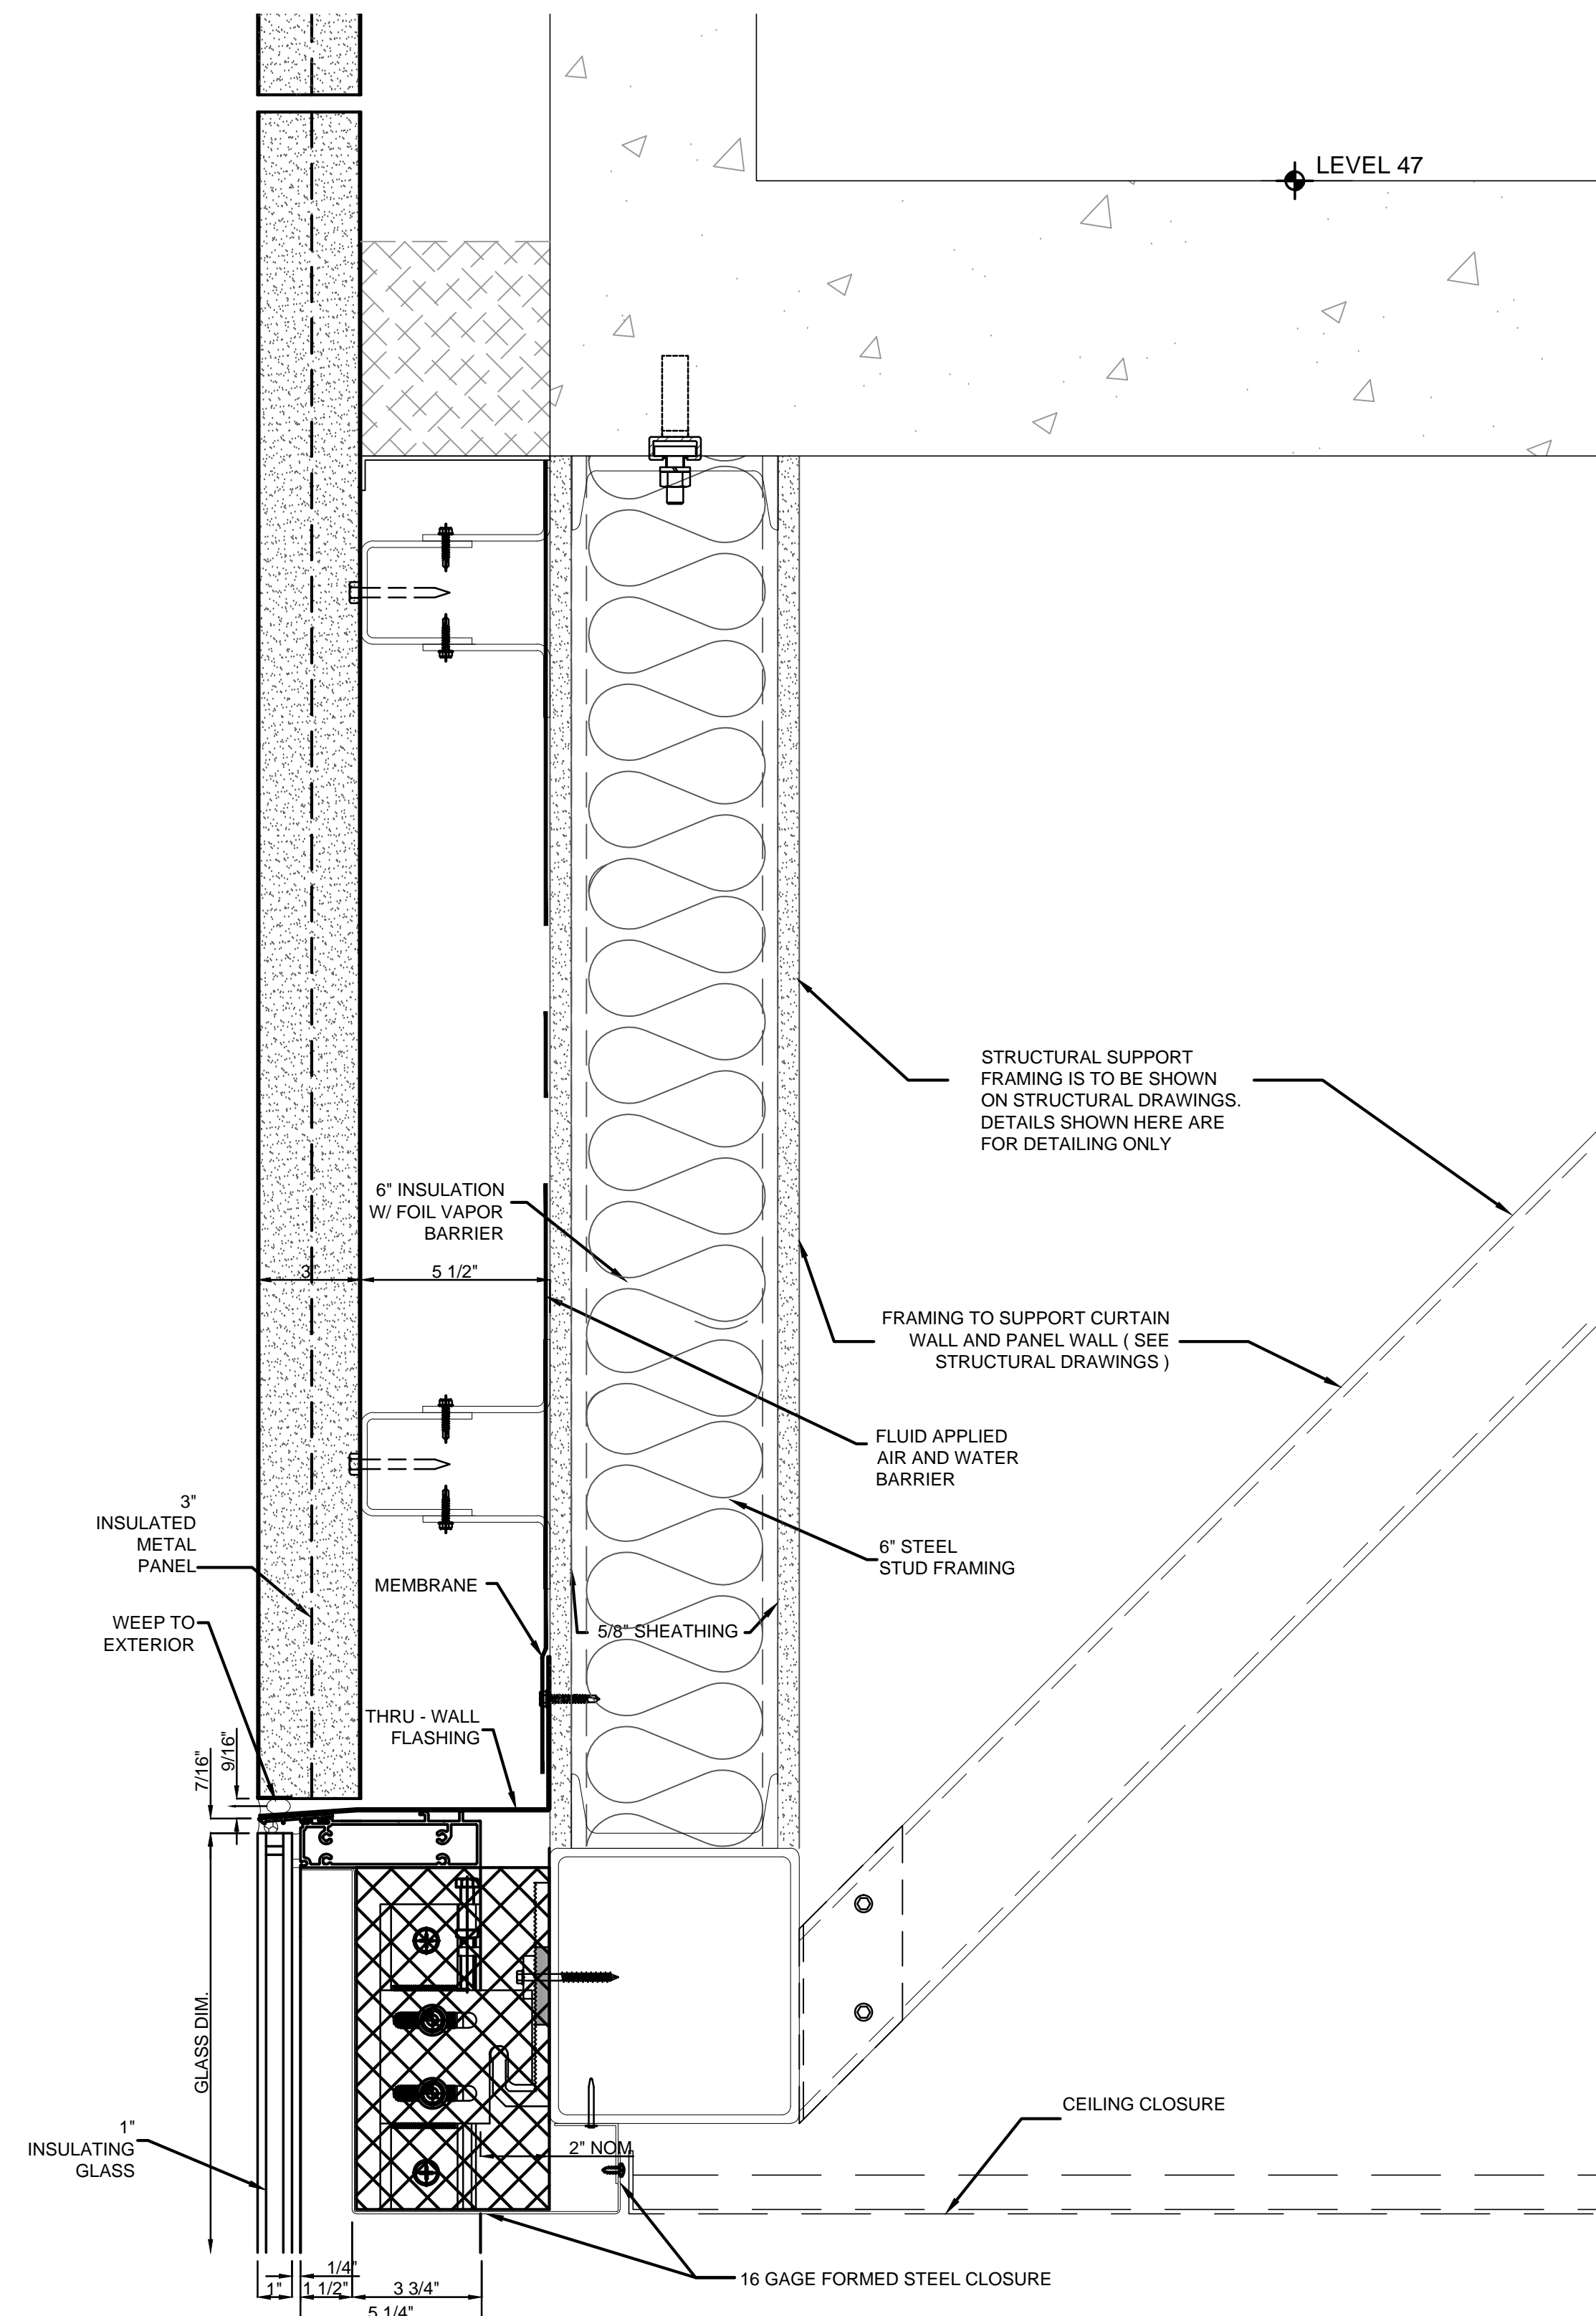 LEVEL 47
STRUCTURAL SUPPORT
FRAMING IS TO BE SHOWN
ON STRUCTURAL DRAWINGS.
DETAILS SHOWN HERE ARE
FOR DETAILING ONLY
6" INSULATION
W/ FOIL VAPOR
BARRIER
3"
5 1/2"
FRAMING TO SUPPORT CURTAIN
WALL AND PANEL WALL ( SEE
STRUCTURAL DRAWINGS )
FLUID APPLIED
AIR AND WATER
BARRIER
3"
INSULATED
METAL
PANEL
6" STEEL
STUD FRAMING
MEMBRANE
WEEP TO
EXTERIOR
5/8" SHEATHING
THRU - WALL
FLASHING
7/16"
9/16"
GLASS DIM.
CEILING CLOSURE
1"
INSULATING
GLASS
2" NOM
16 GAGE FORMED STEEL CLOSURE
1/4"
1"
1 1/2"
3 3/4"
5 1/4"